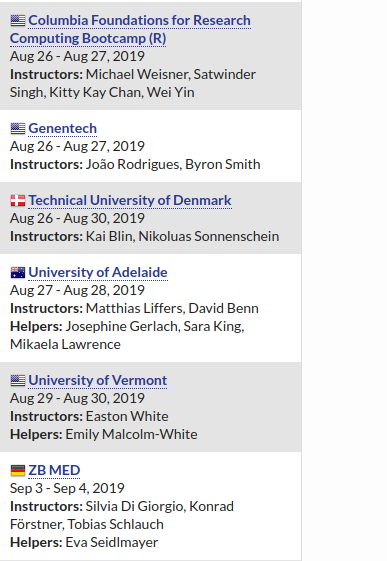 Columbia Foundations for Research
Computing Bootcamp (R)
Aug 26 - Aug 27, 2019
Instructors: Michael Weisner, Satwinder
Singh, Kitty Kay Chan, Wei Yin
Genentech
Aug 26 - Aug 27, 2019
Instructors: João Rodrigues, Byron Smith
Technical University of Denmark
Aug 26 - Aug 30, 2019
Instructors: Kai Blin, Nikoluas Sonnenschein
University of Adelaide
Aug 27 - Aug 28, 2019
Instructors: Matthias Liffers, David Benn
Helpers: Josephine Gerlach, Sara King,
Mikaela Lawrence
University of Vermont
Aug 29 - Aug 30, 2019
Instructors: Easton White
Helpers: Emily Malcolm-White
ZB MED
Sep 3 - Sep 4, 2019
Instructors: Silvia Di Giorgio, Konrad
Förstner, Tobias Schlauch
Helpers: Eva Seidlmayer